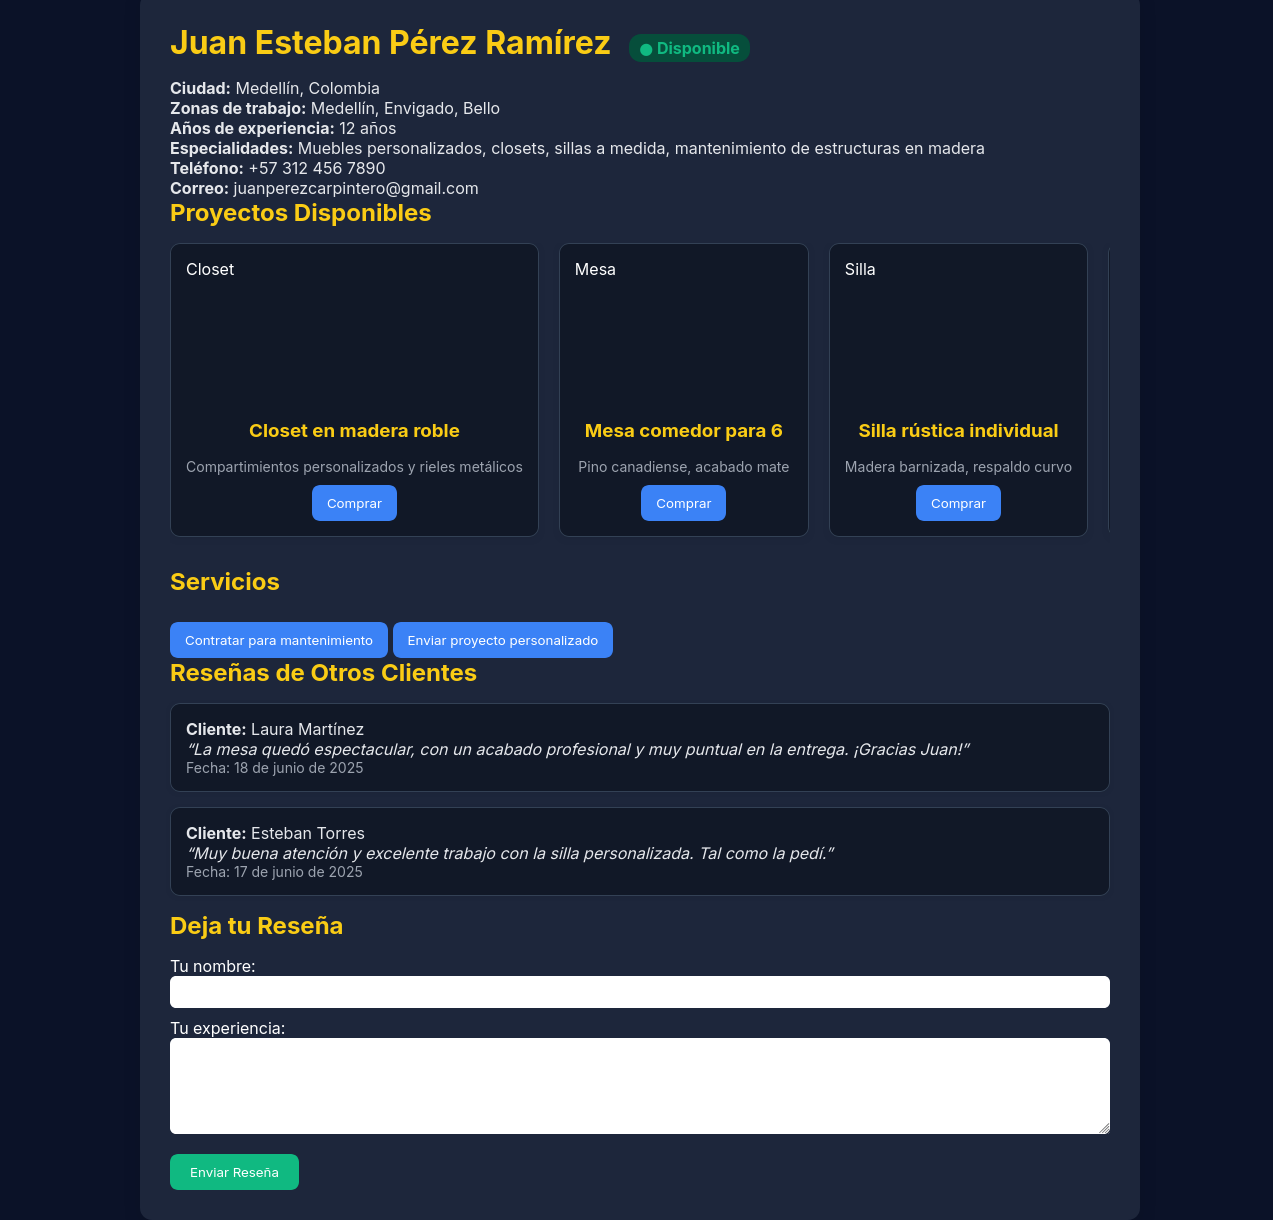 Juan Esteban Pérez Ramírez
Disponible
Ciudad: Medellín, Colombia
Zonas de trabajo: Medellín, Envigado, Bello
Años de experiencia: 12 años
Especialidades: Muebles personalizados, closets, sillas a medida, mantenimiento de estructuras en madera
Teléfono: +57 312 456 7890
Correo: juanperezcarpintero@gmail.com
Proyectos Disponibles
Closet
Closet en madera roble
Compartimientos personalizados y rieles metálicos
Comprar
Mesa
Mesa comedor para 6
Pino canadiense, acabado mate
Comprar
Silla
Silla rústica individual
Madera barnizada, respaldo curvo
Comprar
Servicios
Contratar para mantenimiento
Enviar proyecto personalizado
Reseñas de Otros Clientes
Cliente: Laura Martínez
“La mesa quedó espectacular, con un acabado profesional y muy puntual en la entrega. ¡Gracias Juan!”
Fecha: 18 de junio de 2025
Cliente: Esteban Torres
“Muy buena atención y excelente trabajo con la silla personalizada. Tal como la pedí.”
Fecha: 17 de junio de 2025
Deja tu Reseña
Tu nombre:
Tu experiencia:
Enviar Reseña